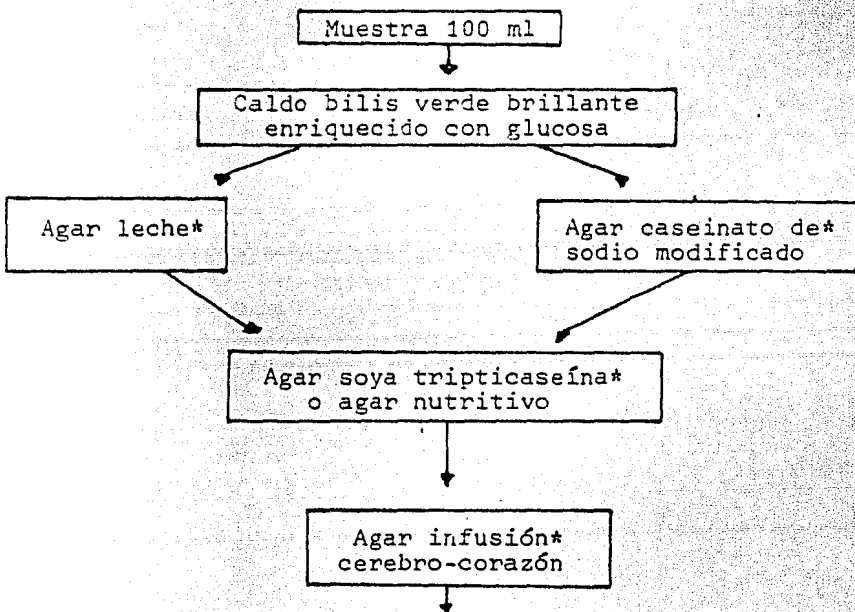 Muestra 100 ml
Caldo bilis verde brillante
enriquecido con glucosa
Agar leche*
Agar caseinato de*
sodio modificado
Agar soya tripticaseína*
o agar nutritivo
Agar infusión*
cerebro-corazón